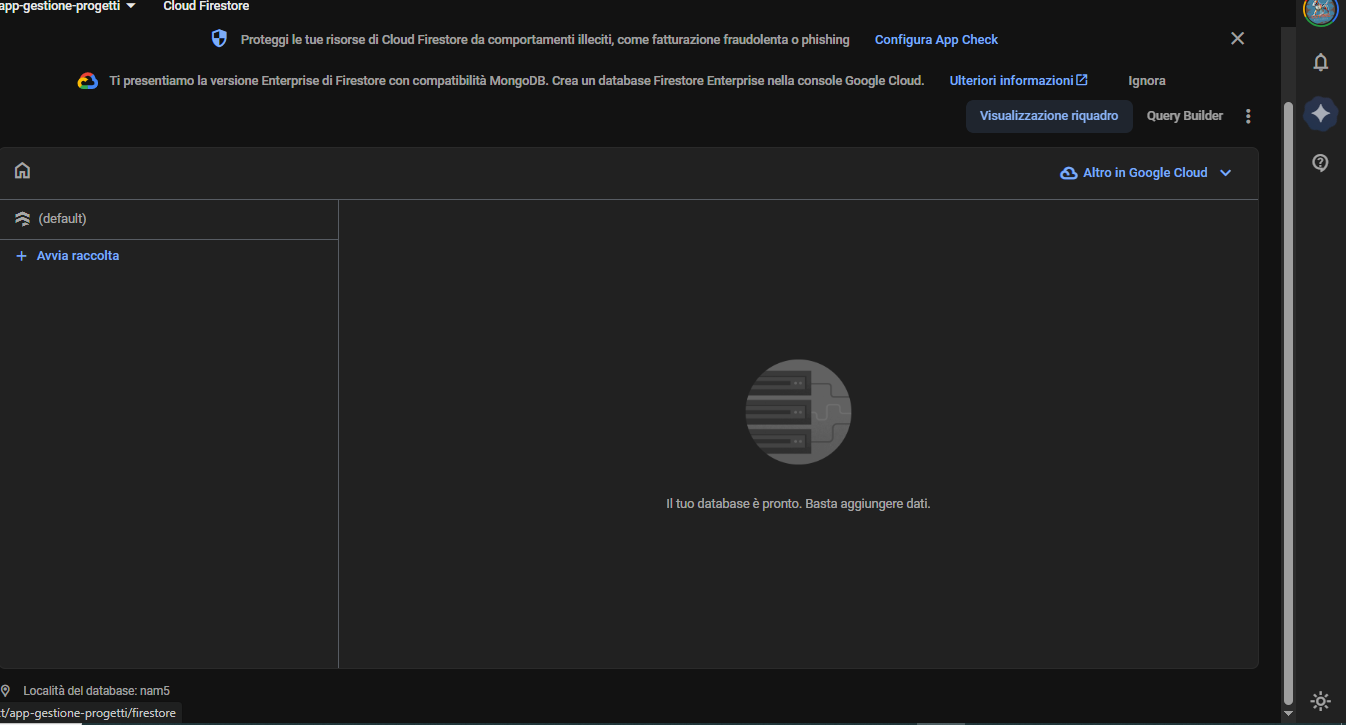 app-gestione-progetti Cloud Firestore
Proteggi le tue risorse di Cloud Firestore da comportamenti illeciti, come fatturazione fraudolenta o phishing Configura App Check
Ti presentiamo la versione Enterprise di Firestore con compatibilità MongoDB. Crea un database Firestore Enterprise nella console Google Cloud. Ulteriori informazioni Ignora
Visualizzazione riquadro Query Builder
Altro in Google Cloud
(default)
+ Avvia raccolta
Il tuo database è pronto. Basta aggiungere dati.
Località del database: nam5
t/app-gestione-progetti/firestore